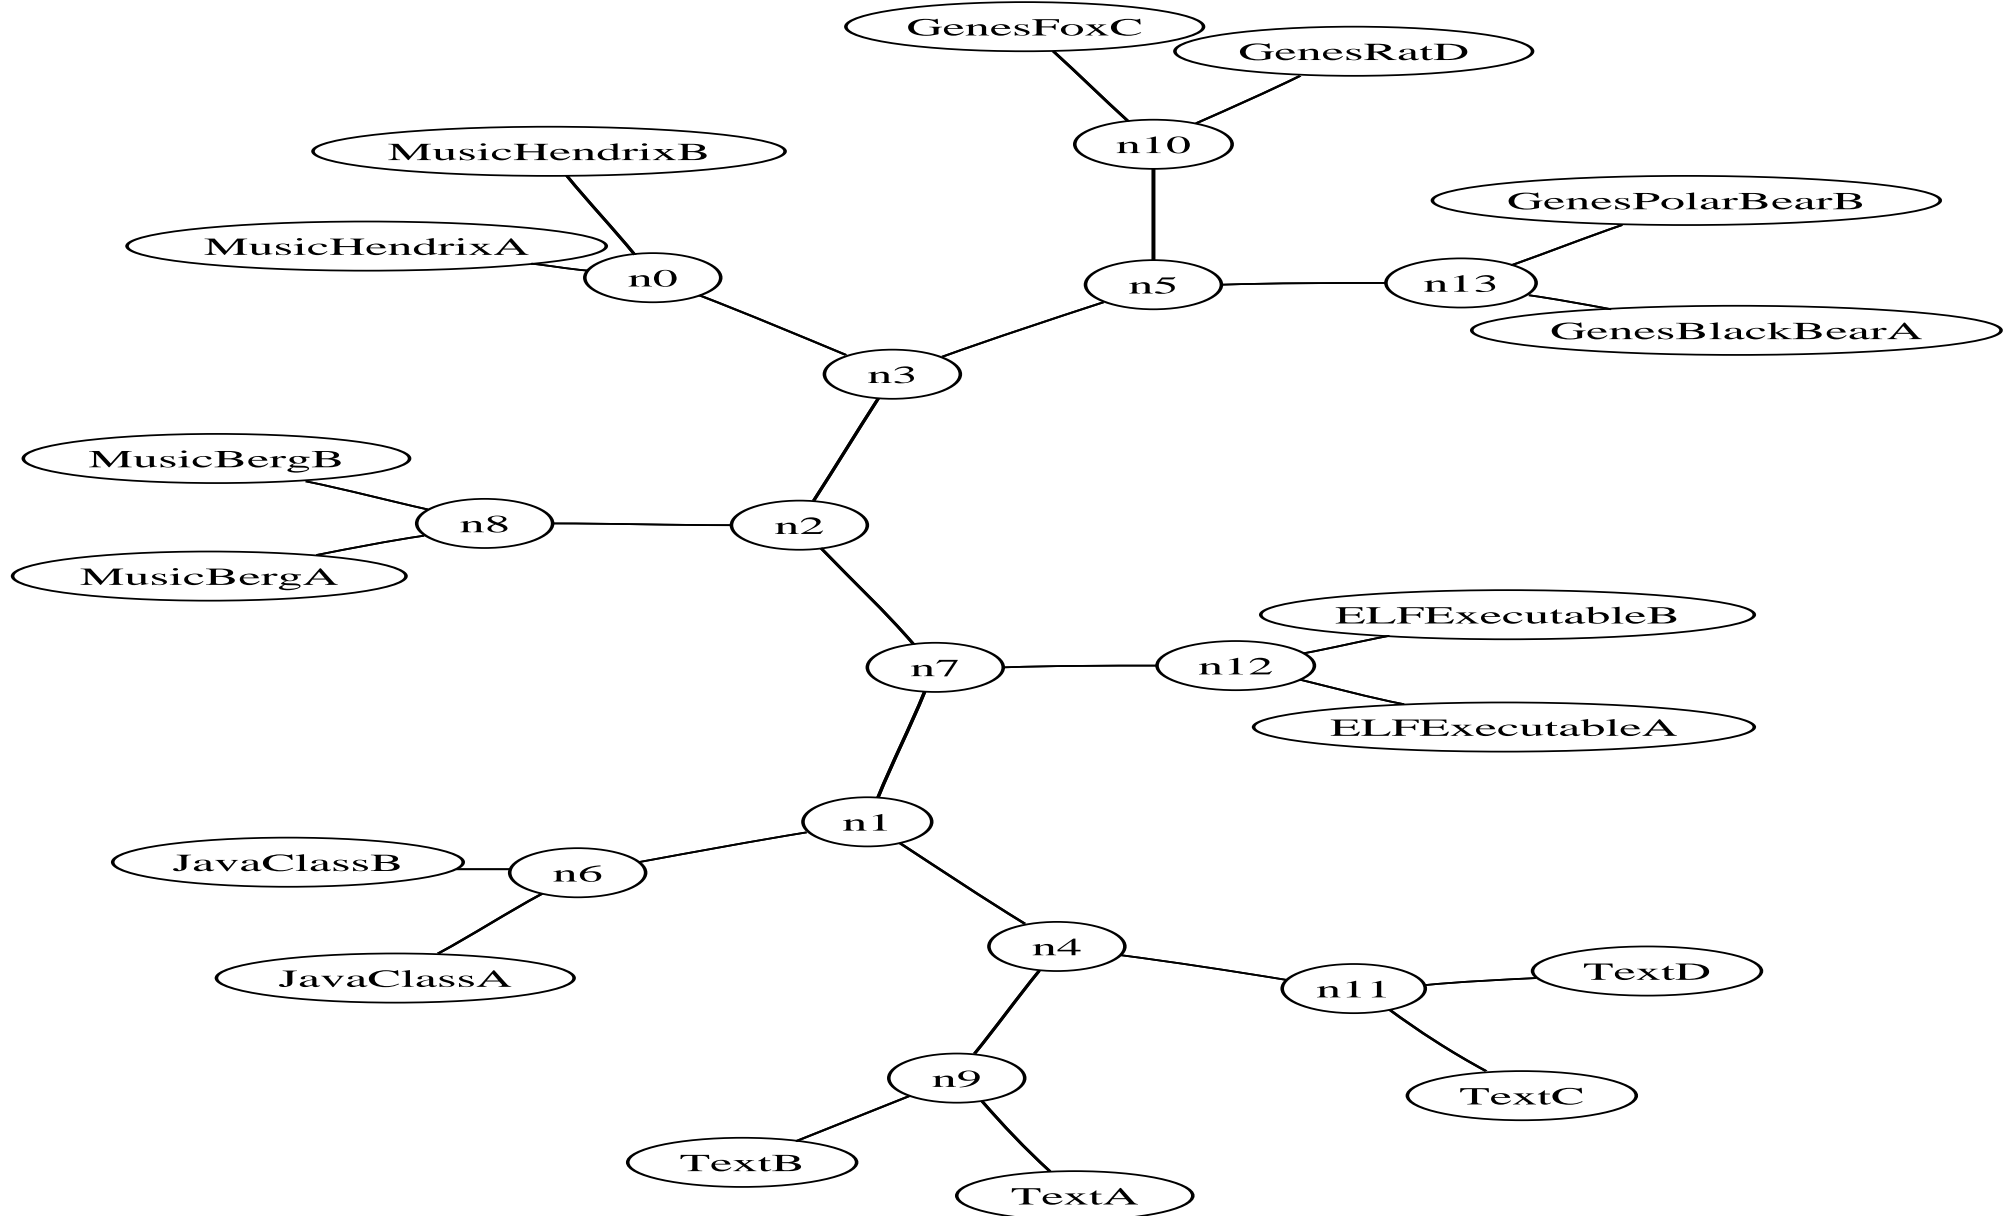 GenesFoxC
GenesRatD
n10
MusicHendrixB
GenesPolarBearB
MusicHendrixA
n0
n5
n13
GenesBlackBearA
n3
MusicBergB
n8
n2
MusicBergA
ELFExecutableB
n7
n12
ELFExecutableA
n1
JavaClassB
n6
n4
JavaClassA
n11
TextD
n9
TextC
TextB
TextA